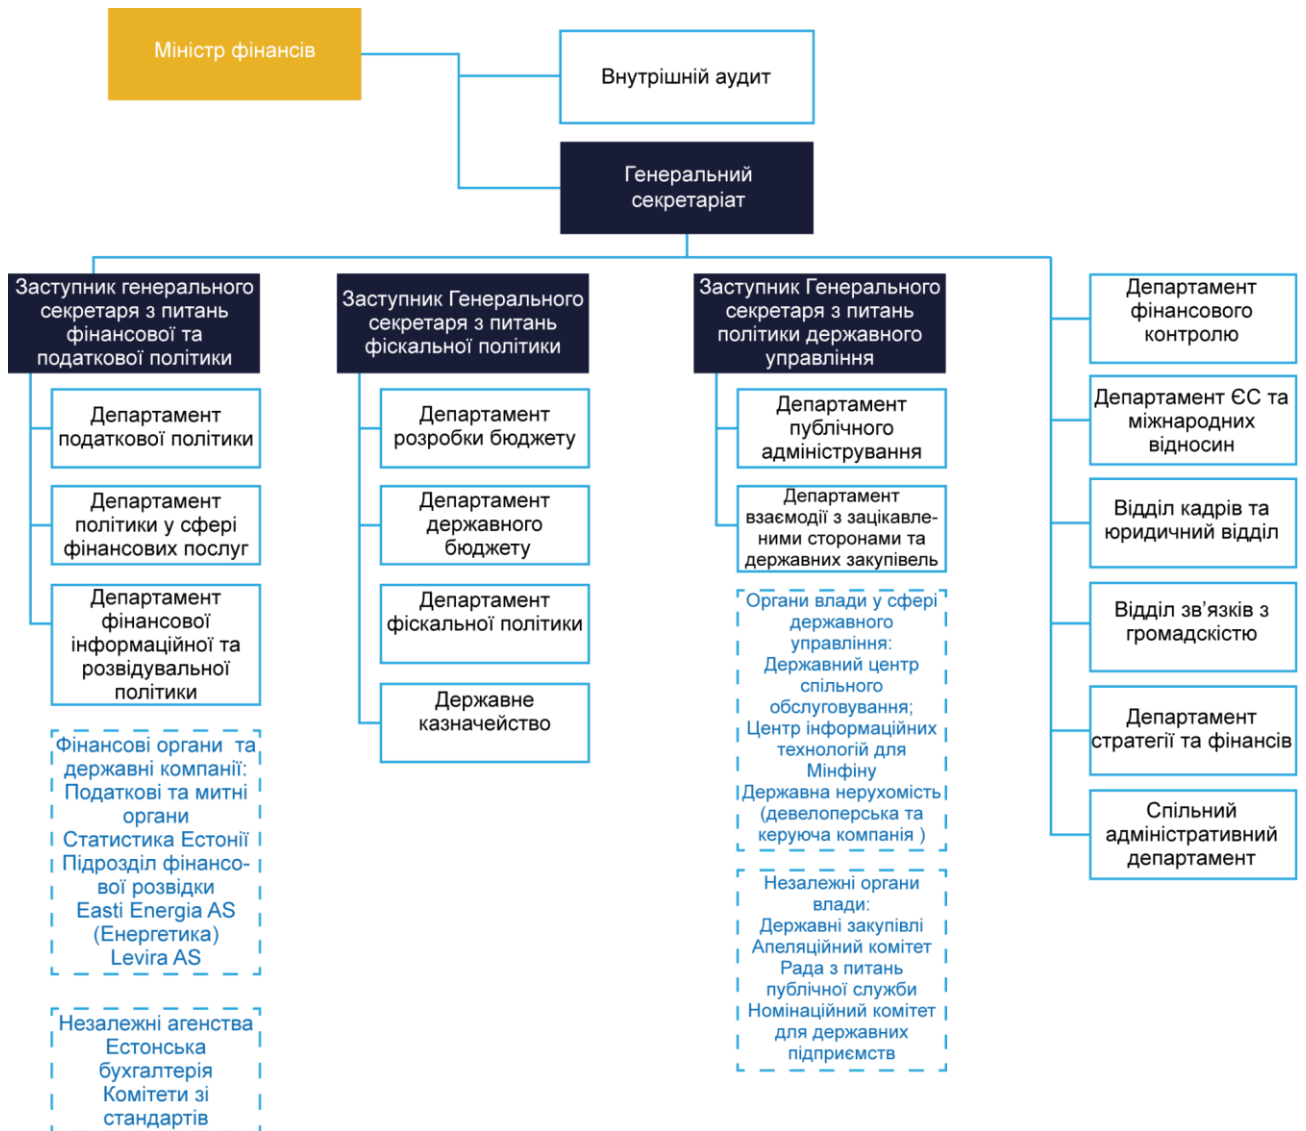 Міністр фінансів
Внутрішній аудит
Генеральний
секретаріат
Заступник генерального
секретаря з питань
фінансової та
податкової політики
Департамент
податкової політики
Департамент
політики у сфері
фінансових послуг
Департамент
фінансової
інформаційної та
розвідувальної
політики
Фінансові органи та
державні компанії:
Податкові та митні
органи
Статистика Естонії
Підрозділ фінансо-
вої розвідки
Easti Energia AS
(Енергетика)
Levira AS
Незалежні агенства
Естонська
бухгалтерія
Комітети зі
стандартів
Заступник Генерального
секретаря з питань
фіскальної політики
Департамент
розробки бюджету
Департамент
державного
бюджету
Департамент
фіскальної політики
Державне
казначейство
Заступник Генерального
секретаря з питань
політики державного
управління
Департамент
публічного
адміністрування
Департамент
взаємодії з зацікавле-
ними сторонами та
державних закупівель
Органи влади у сфері
державного
управління:
Державний центр
спільного
обслуговування;
Центр інформаційних
технологій для
Мінфіну
Державна нерухомість
(девелоперська та
керуюча компанія )
Незалежні органи
влади:
Державні закупівлі
Апеляційний комітет
Рада з питань
публічної служби
Номінаційний комітет
для державних
підприємств
Департамент
фінансового
контролю
Департамент ЄС та
міжнародних
відносин
Відділ кадрів та
юридичний відділ
Відділ зв’язків з
громадскістю
Департамент
стратегії та фінансів
Спільний
адміністративний
департамент